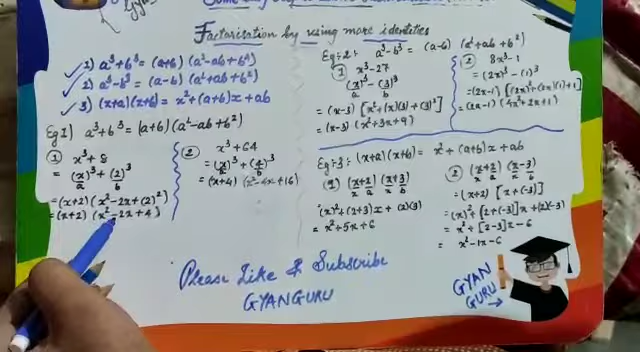 Factorisation by using more identities
1) a³+b³ = (a+b) (a²-ab+b²)
2) a³-b³ = (a-b) (a²+ab+b²)
3) (x+a)(x+b) = x²+(a+b)x+ab
Eg 1) a³+b³ = (a+b)(a²-ab+b²)
① x³+8
= (x)³+(2)³
a b
= (x+2)(x²-2x+(2)²)
= (x+2) (x²-2x+4)
② x³+64
= (x)³+(4)³
a b
= (x+4) (x²-4x+16)
Eg:2: a³-b³ = (a-b) (a²+ab+b²)
① x³-27
(x)³-(3)³
a b
= (x-3) [x²+(x)(3)+(3)²]
= (x-3) (x²+3x+9)
② 8x³-1
= (2x)³-(1)³
= (2x-1) [(2x)²+(2x)(1)+1]
= (2x-1) (4x²+2x+1)
Eg:3: (x+a)(x+b) = x²+(a+b)x+ab
① (x+2) (x+3)
a b
(x)²+(2+3)x+(2)(3)
= x²+5x+6
② (x+2) (x-3)
a b
= (x+2) [x+(-3)]
= (x)²+[2+(-3)]x+(2)(-3)
= x²+[2-3]x-6
= x²-1x-6
Please Like & Subscribe
GYANGURU
GYAN
GURU